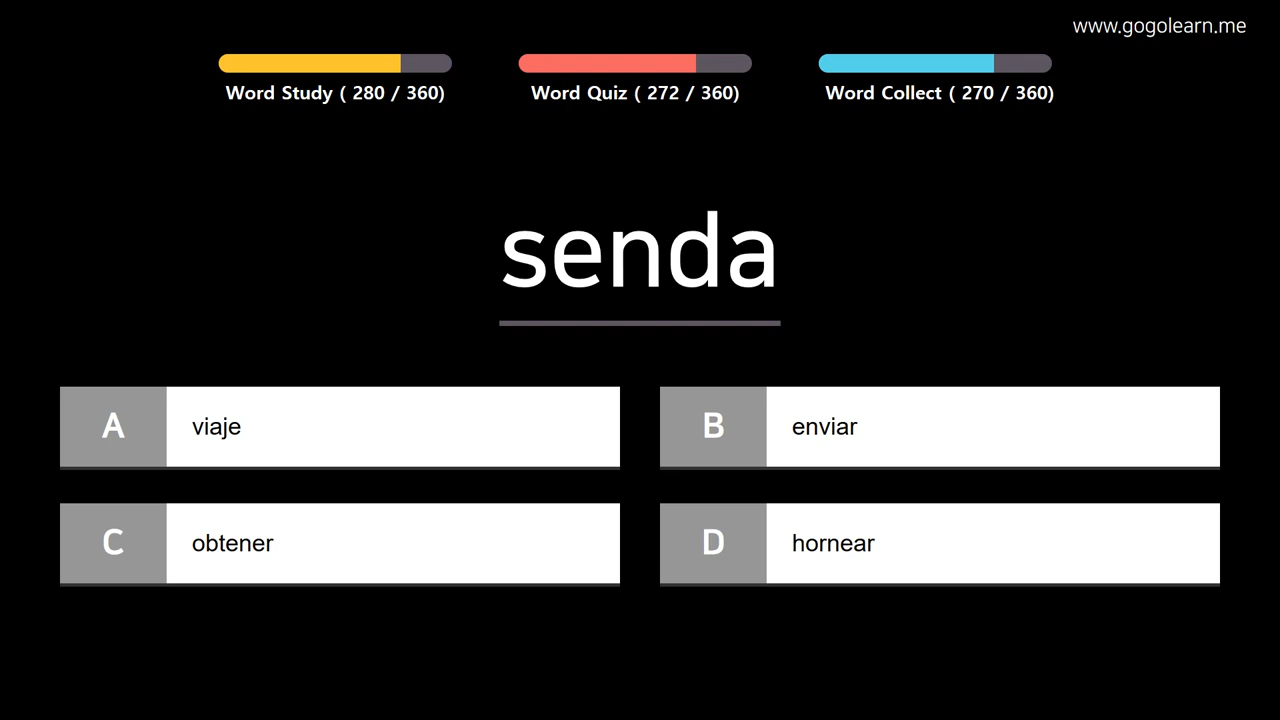 www.gogolearn.me
Word Study ( 280 / 360)
Word Quiz ( 272 / 360)
Word Collect ( 270 / 360)
senda
A viaje
B enviar
C obtener
D hornear